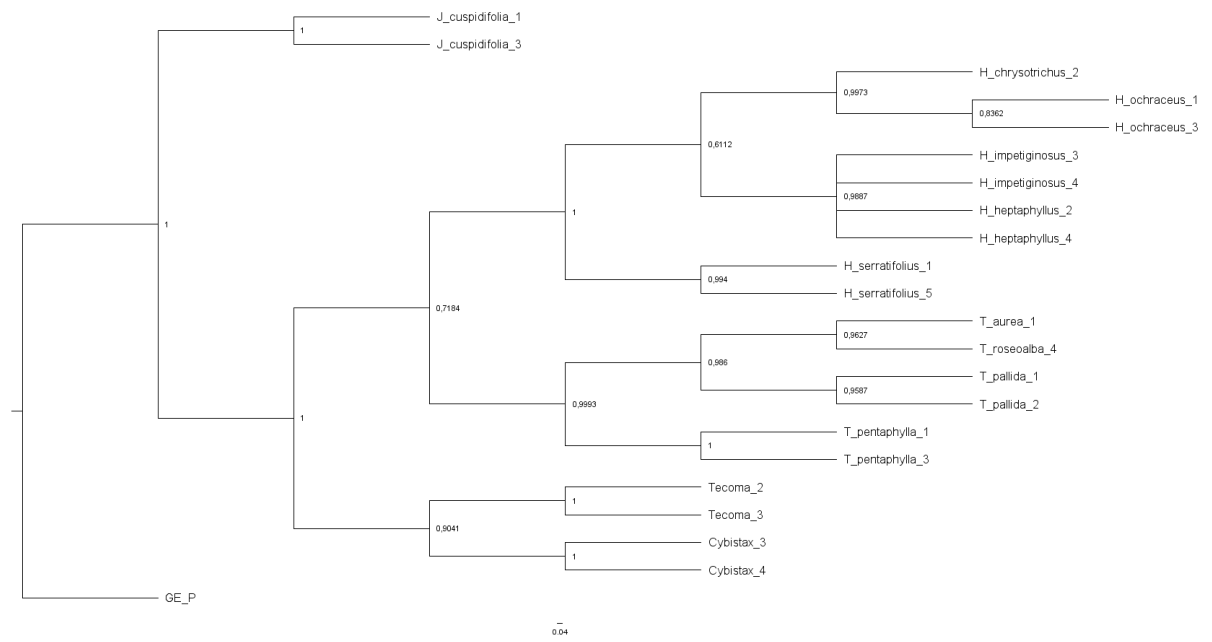 J_cuspidifolia_1
1
J_cuspidifolia_3
H_chrysotrichus_2
0,9973
H_ochraceus_1
0,8362
H_ochraceus_3
0,6112
H_impetiginosus_3
H_impetiginosus_4
0,9887
H_heptaphyllus_2
1
1
H_heptaphyllus_4
H_serratifolius_1
0,994
H_serratifolius_5
0,7184
T_aurea_1
0,9627
T_roseoalba_4
0,986
T_pallida_1
0,9587
T_pallida_2
0,9993
1
T_pentaphylla_1
1
T_pentaphylla_3
Tecoma_2
1
Tecoma_3
0,9041
Cybistax_3
1
Cybistax_4
GE_P
0.04